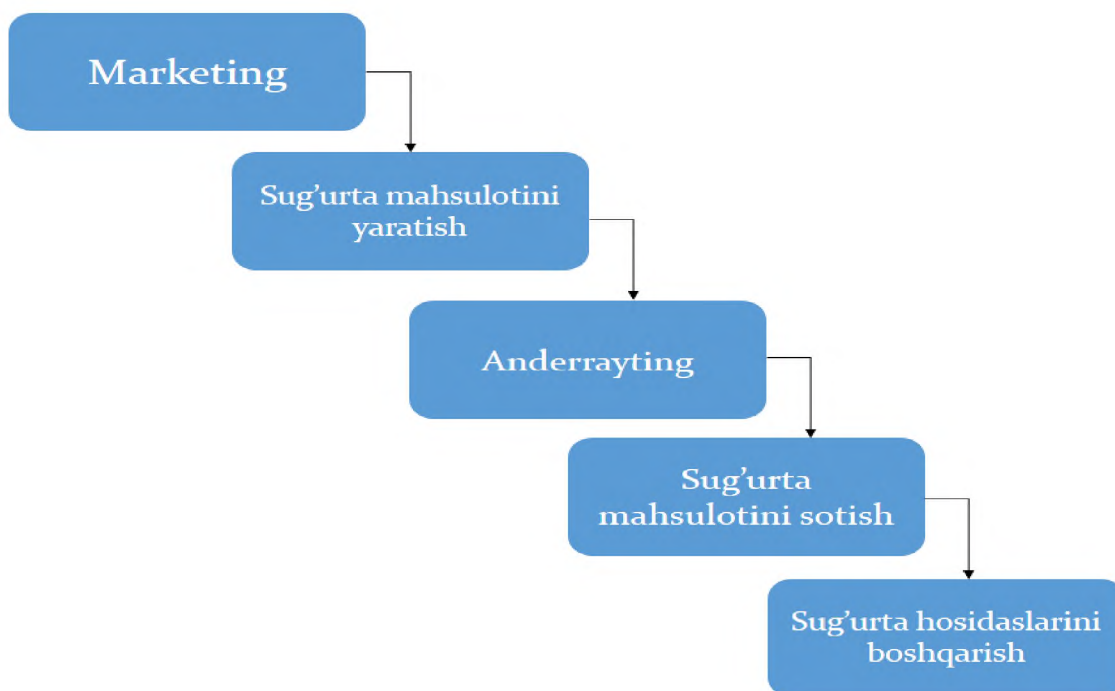 Marketing
Sug’urta mahsulotini
yaratish
Anderrayting
Sug’urta
mahsulotini sotish
Sug’urta hosidaslarini
boshqarish